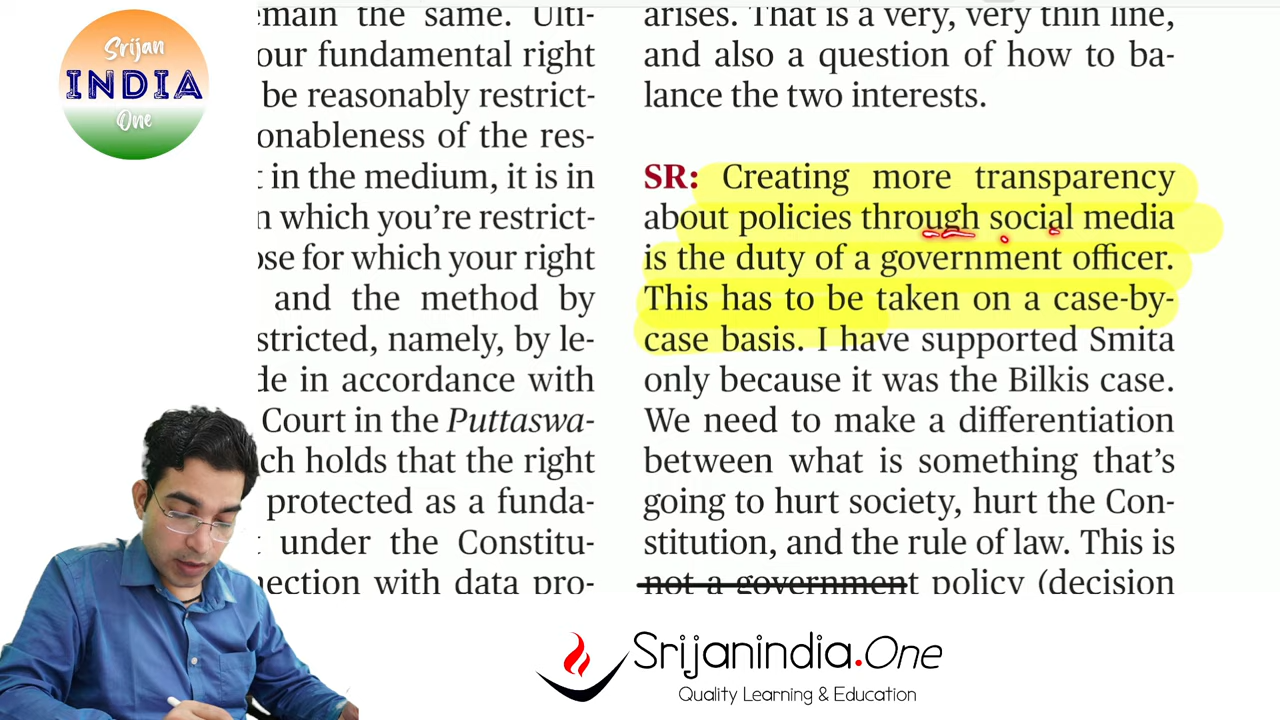 Srijan
INDIA
One
emain the same. Ulti-
our fundamental right
be reasonably restrict-
onableness of the res-
t in the medium, it is in
n which you're restrict-
ose for which your right
and the method by
stricted, namely, by le-
de in accordance with
Court in the Puttaswa-
ch holds that the right
protected as a funda-
t under the Constitu-
nection with data pro-
arises. That is a very, very thin line,
and also a question of how to ba-
lance the two interests.
SR: Creating more transparency
about policies through social media
is the duty of a government officer.
This has to be taken on a case-by-
case basis. I have supported Smita
only because it was the Bilkis case.
We need to make a differentiation
between what is something that's
going to hurt society, hurt the Con-
stitution, and the rule of law. This is
not a government policy (decision
Srijanindia.One
Quality Learning & Education